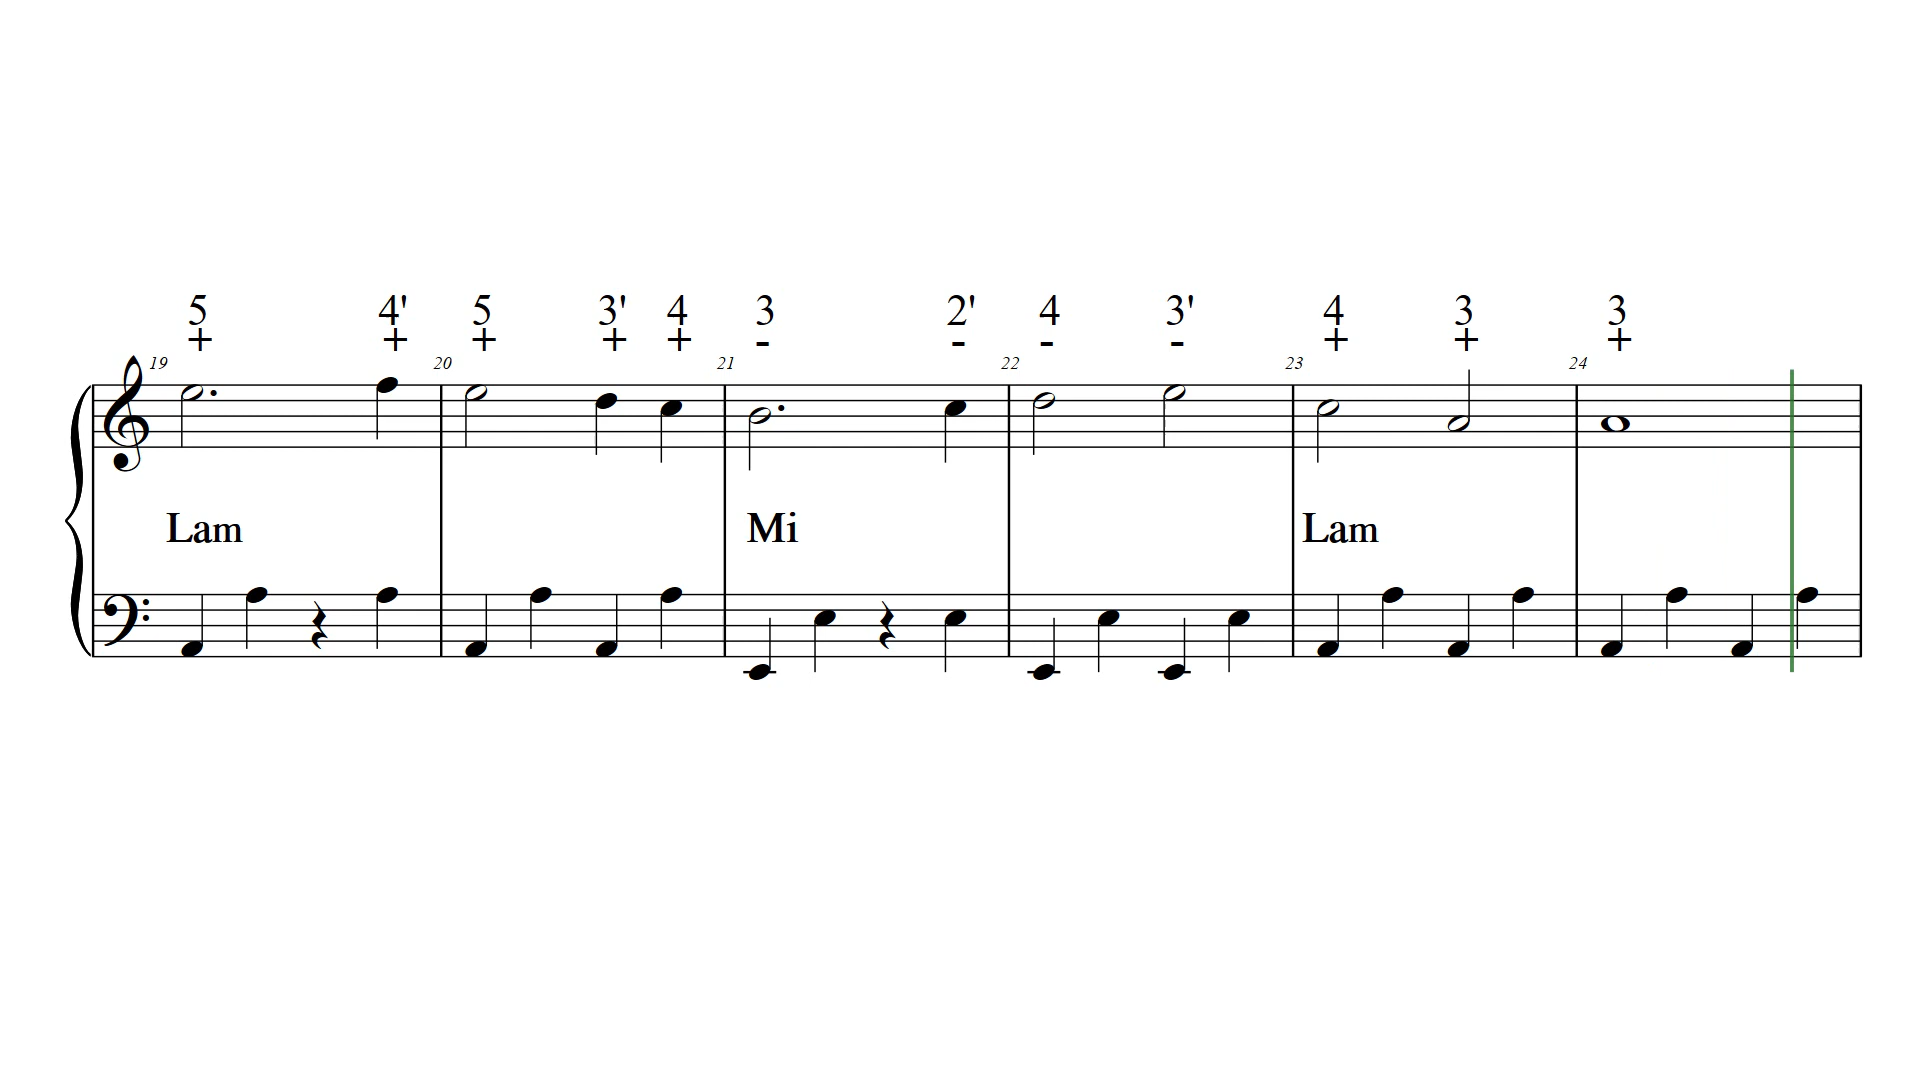 5 4' 5 3' 4 3 2' 4 3' 4 3 3
+ + + + + - - - - + + +
19 20 21 22 23 24
Lam Mi Lam